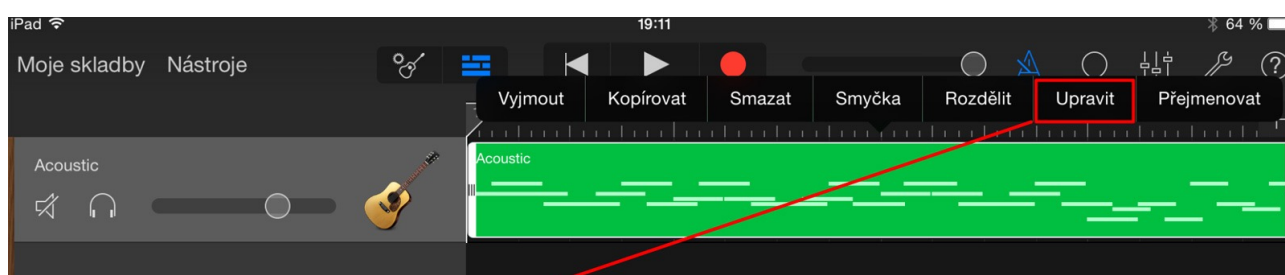 iPad 19:11 64 %
Moje skladby Nástroje ?
Vyjmout Kopírovat Smazat Smyčka Rozdělit Upravit Přejmenovat
Acoustic Acoustic